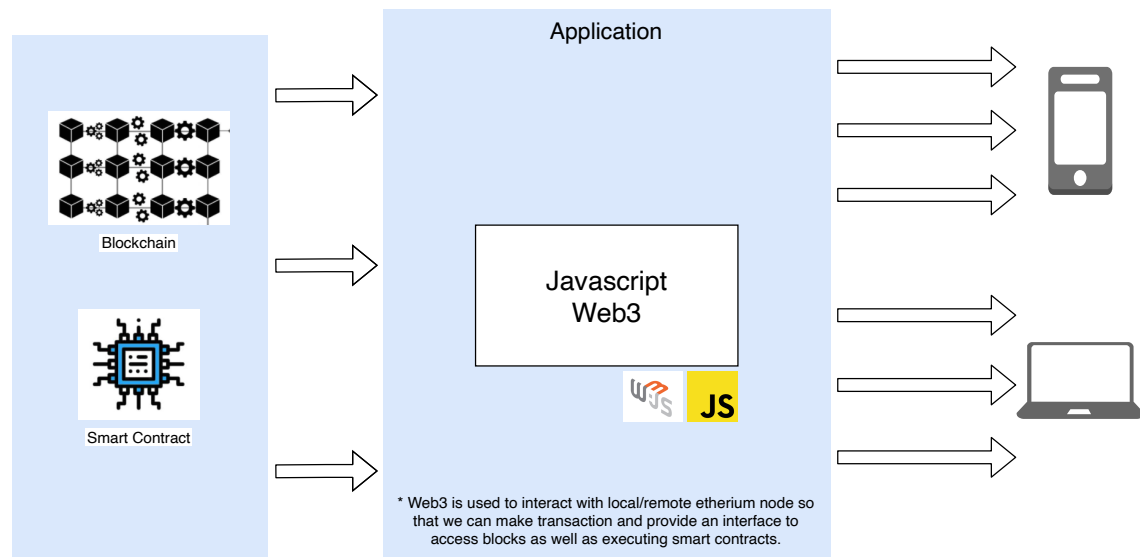 Application
Blockchain
Smart Contract
Javascript
Web3
W3JS
JS
* Web3 is used to interact with local/remote etherium node so
that we can make transaction and provide an interface to
access blocks as well as executing smart contracts.